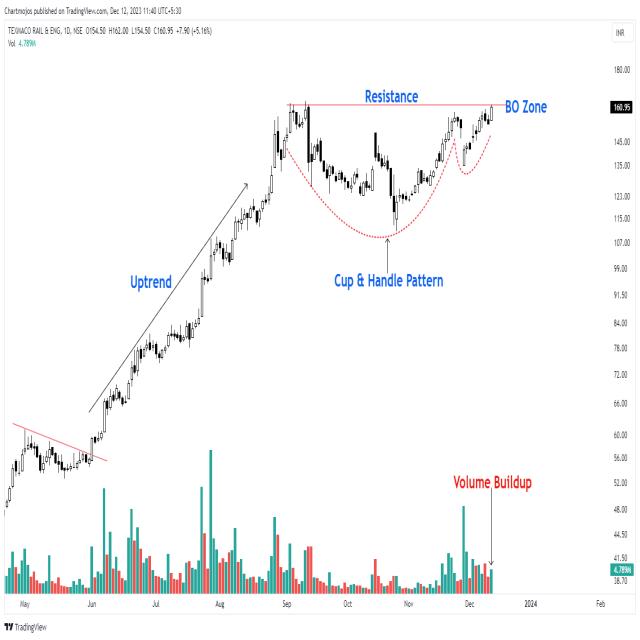 Chartmojos published on TradingView.com, Dec 12, 2023 11:40 UTC+5:30
TEXMACO RAIL & ENG, 1D, NSE O154.50 H162.00 L154.50 C160.95 +7.90 (+5.16%)
INR
Vol 4.789M
180.00
Resistance
BO Zone
160.95
145.00
135.00
123.00
115.00
107.00
Uptrend
Cup & Handle Pattern
99.00
91.50
84.00
78.00
72.00
66.00
60.00
56.00
Volume Buildup
52.00
48.00
44.50
41.50
4.789M
38.70
May Jun Jul Aug Sep Oct Nov Dec 2024 Feb
TradingView